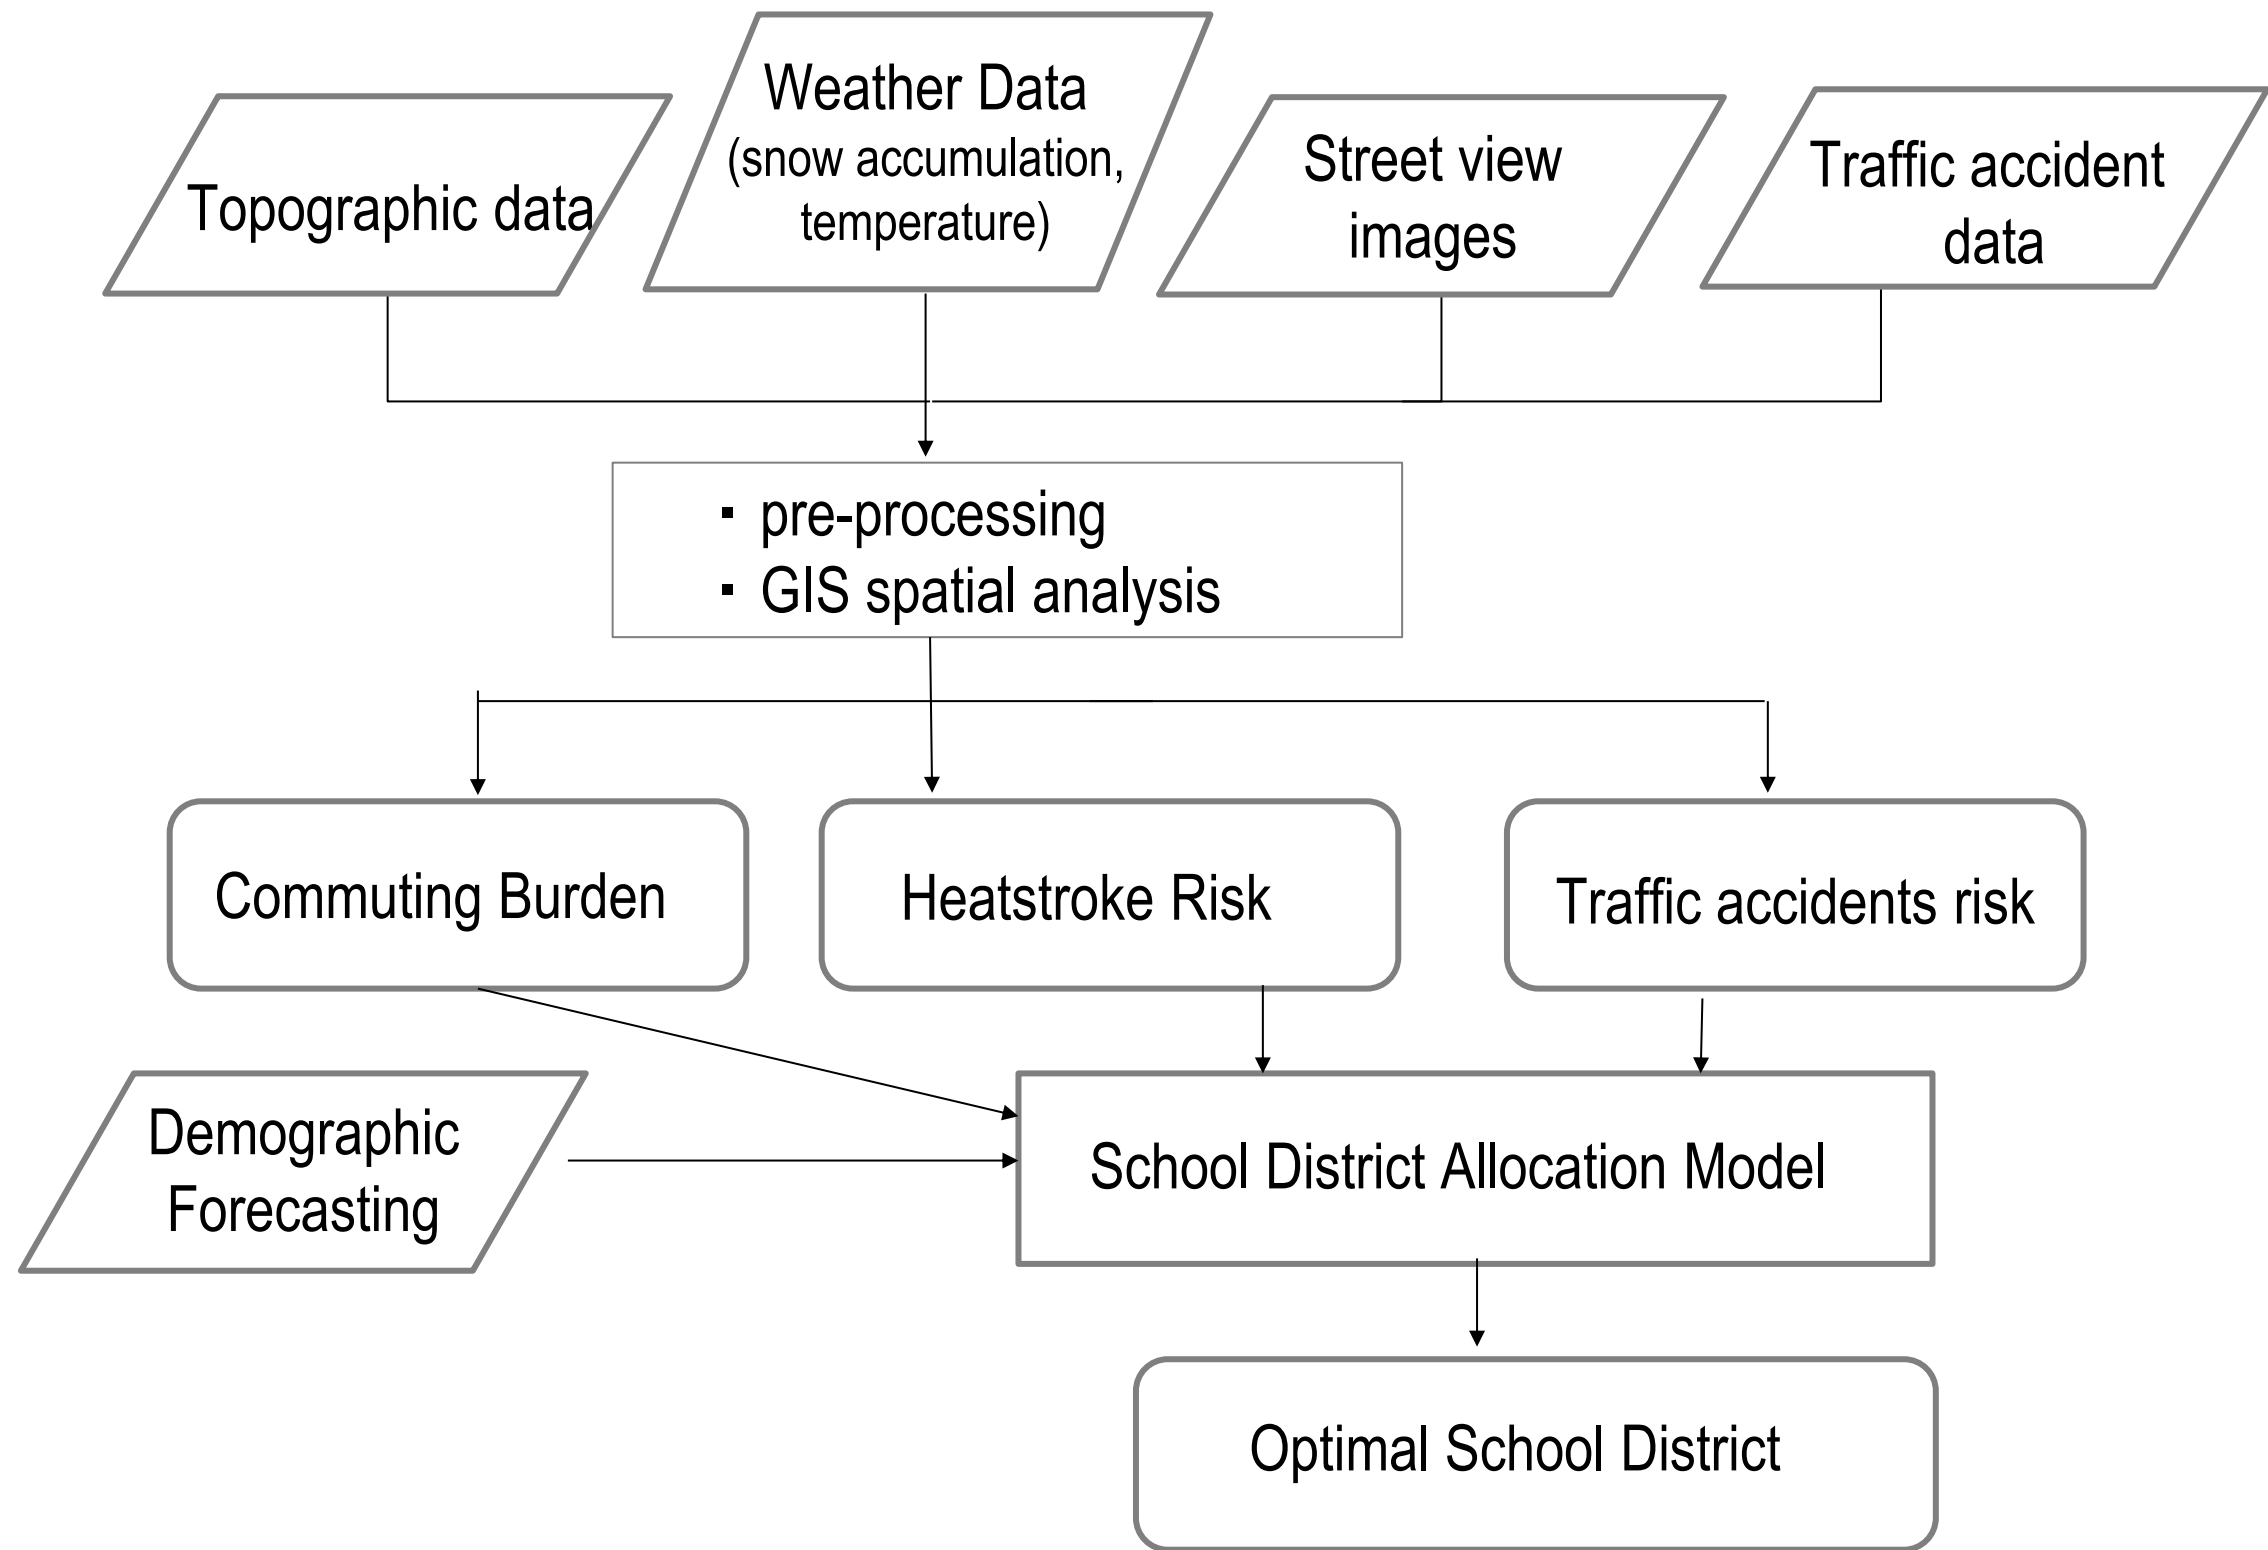 Topographic data
Weather Data
(snow accumulation,
temperature)
Street view
images
Traffic accident
data
▪ pre-processing
▪ GIS spatial analysis
Commuting Burden
Heatstroke Risk
Traffic accidents risk
Demographic
Forecasting
School District Allocation Model
Optimal School District